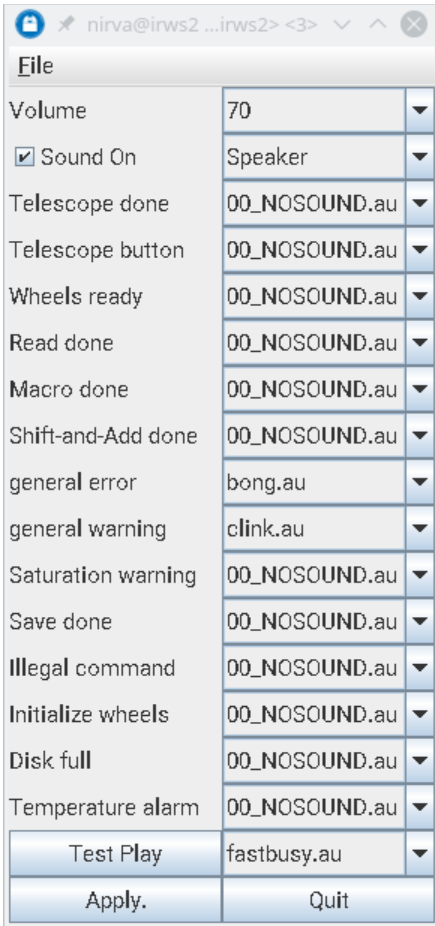 nirva@irws2 ...irws2> <3>
File
Volume 70
Sound On Speaker
Telescope done 00_NOSOUND.au
Telescope button 00_NOSOUND.au
Wheels ready 00_NOSOUND.au
Read done 00_NOSOUND.au
Macro done 00_NOSOUND.au
Shift-and-Add done 00_NOSOUND.au
general error bong.au
general warning clink.au
Saturation warning 00_NOSOUND.au
Save done 00_NOSOUND.au
Illegal command 00_NOSOUND.au
Initialize wheels 00_NOSOUND.au
Disk full 00_NOSOUND.au
Temperature alarm 00_NOSOUND.au
Test Play fastbusy.au
Apply. Quit